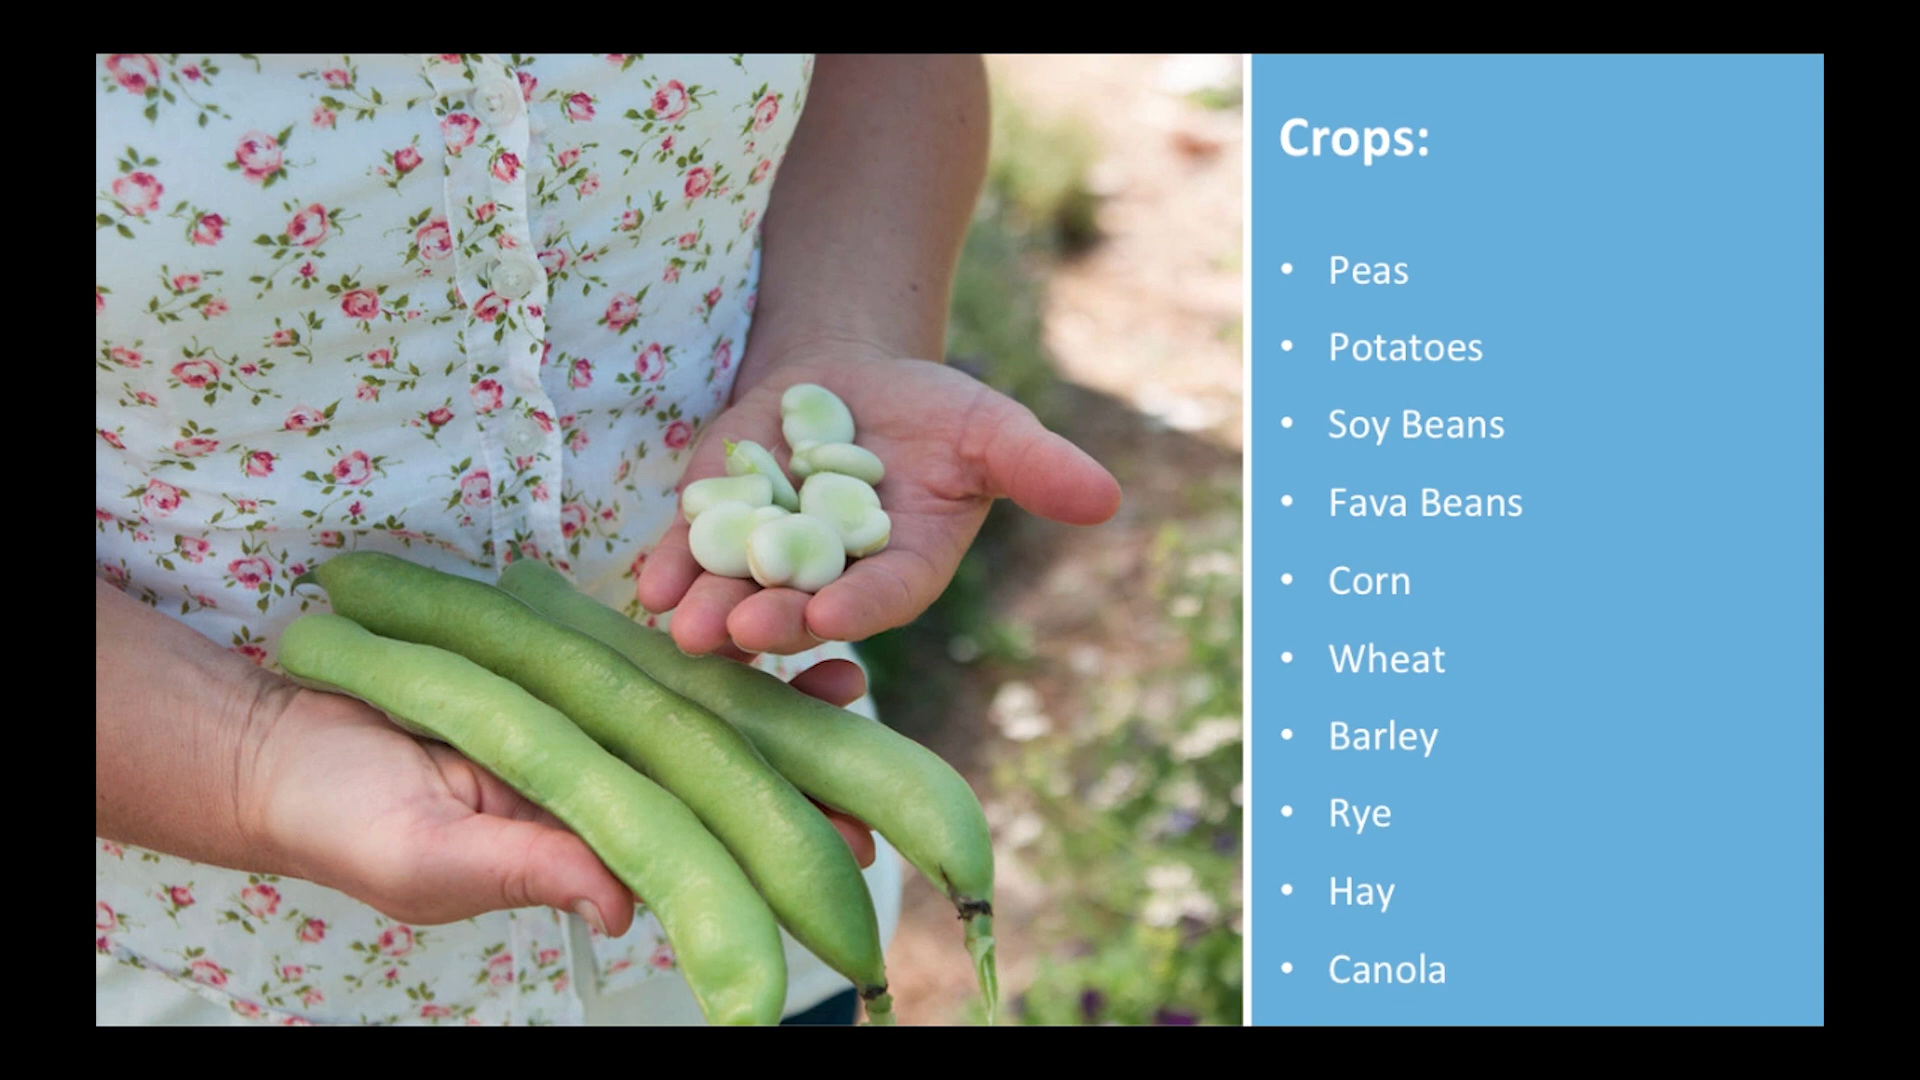 Crops:
• Peas
• Potatoes
• Soy Beans
• Fava Beans
• Corn
• Wheat
• Barley
• Rye
• Hay
• Canola